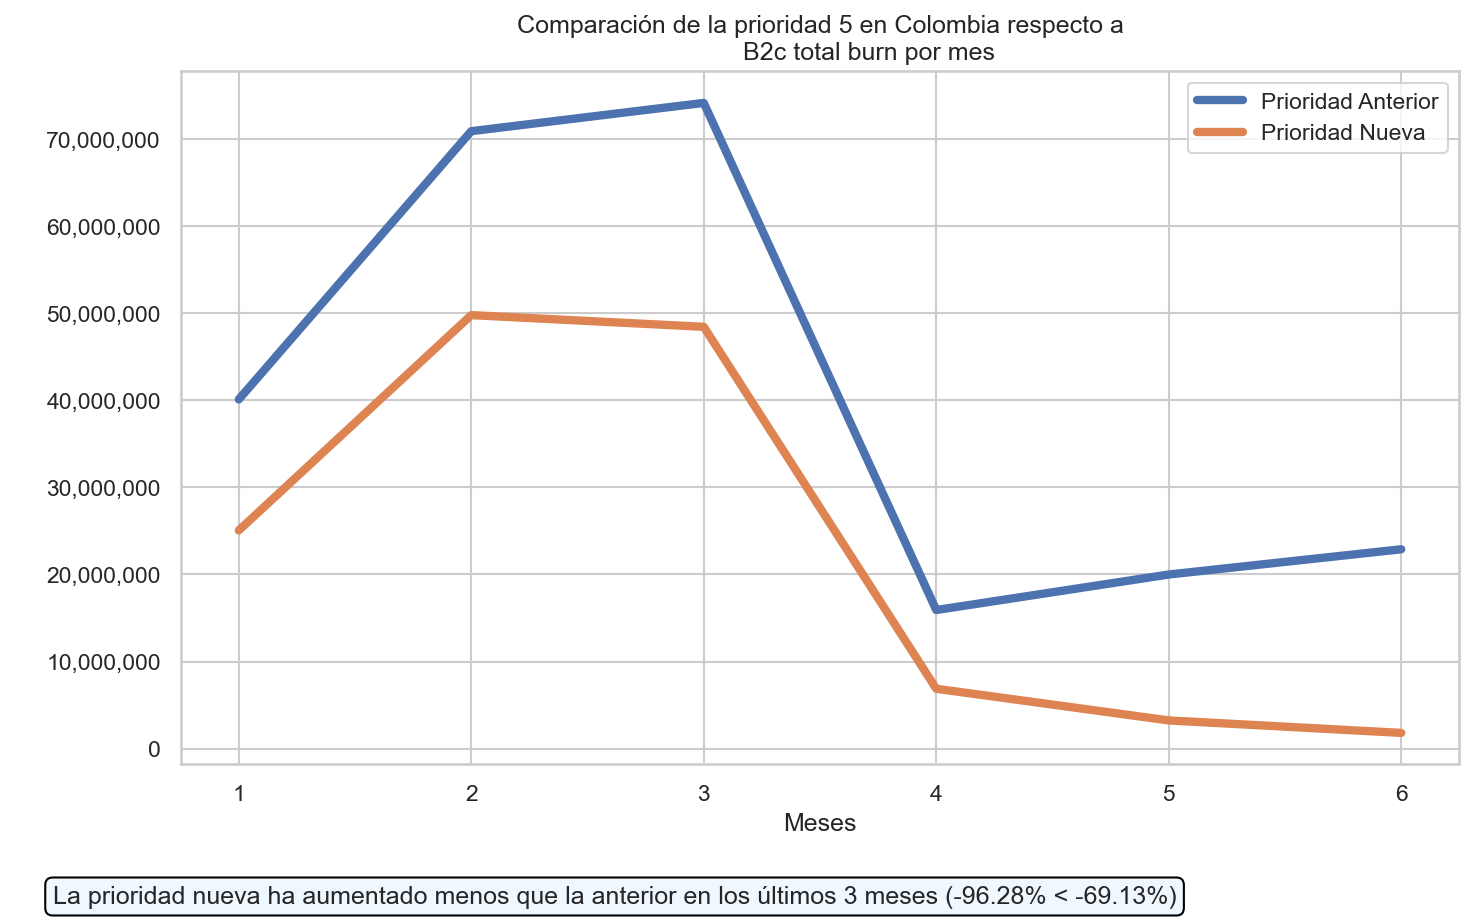 Comparación de la prioridad 5 en Colombia respecto a
B2c total burn por mes
Prioridad Anterior
Prioridad Nueva
70,000,000
60,000,000
50,000,000
40,000,000
30,000,000
20,000,000
10,000,000
0
1 2 3 4 5 6
Meses
La prioridad nueva ha aumentado menos que la anterior en los últimos 3 meses (-96.28% < -69.13%)